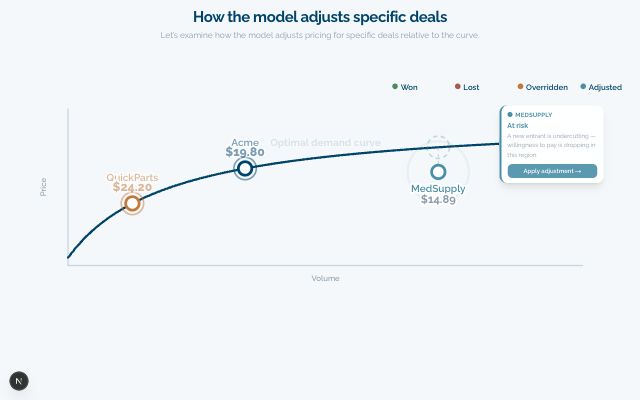 How the model adjusts specific deals
Let's examine how the model adjusts pricing for specific deals relative to the curve.
Won
Lost
Overridden
Adjusted
MEDSUPPLY
At risk
A new entrant is undercutting —
willingness to pay is dropping in
this region.
Apply adjustment →
Optimal demand curve
Acme
$19.80
QuickParts
$24.20
MedSupply
$14.89
Price
Volume
N